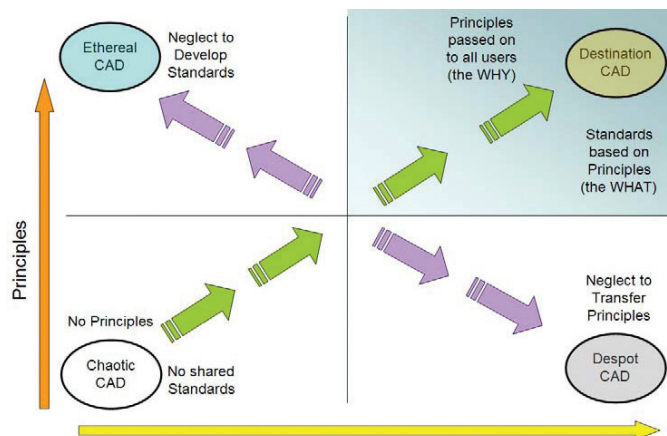 Ethereal
CAD
Neglect to
Develop
Standards
Principles
passed on
to all users
(the WHY)
Destination
CAD
Standards
based on
Principles
(the WHAT)
Principles
No Principles
Chaotic
CAD
No shared
Standards
Neglect to
Transfer
Principles
Despot
CAD